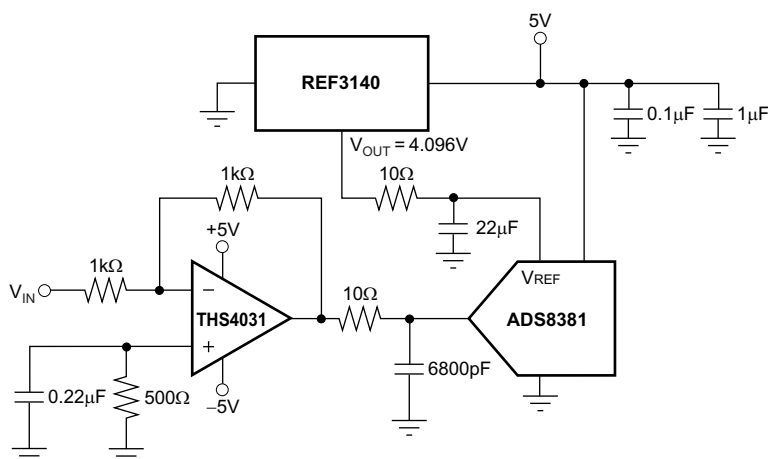 5V
REF3140
0.1μF
1μF
V_OUT = 4.096V
1kΩ
10Ω
22μF
+5V
1kΩ
V_IN
−
V_REF
THS4031
10Ω
ADS8381
+
6800pF
0.22μF
500Ω
−5V